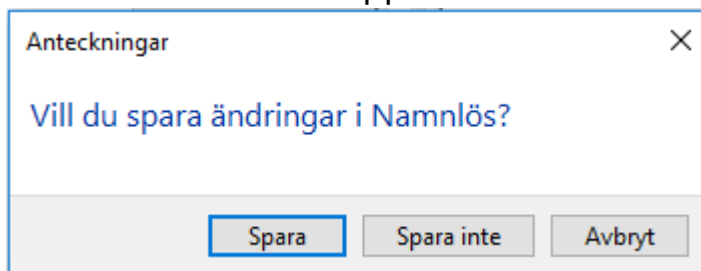 Anteckningar
Vill du spara ändringar i Namnlös?
Spara Spara inte Avbryt